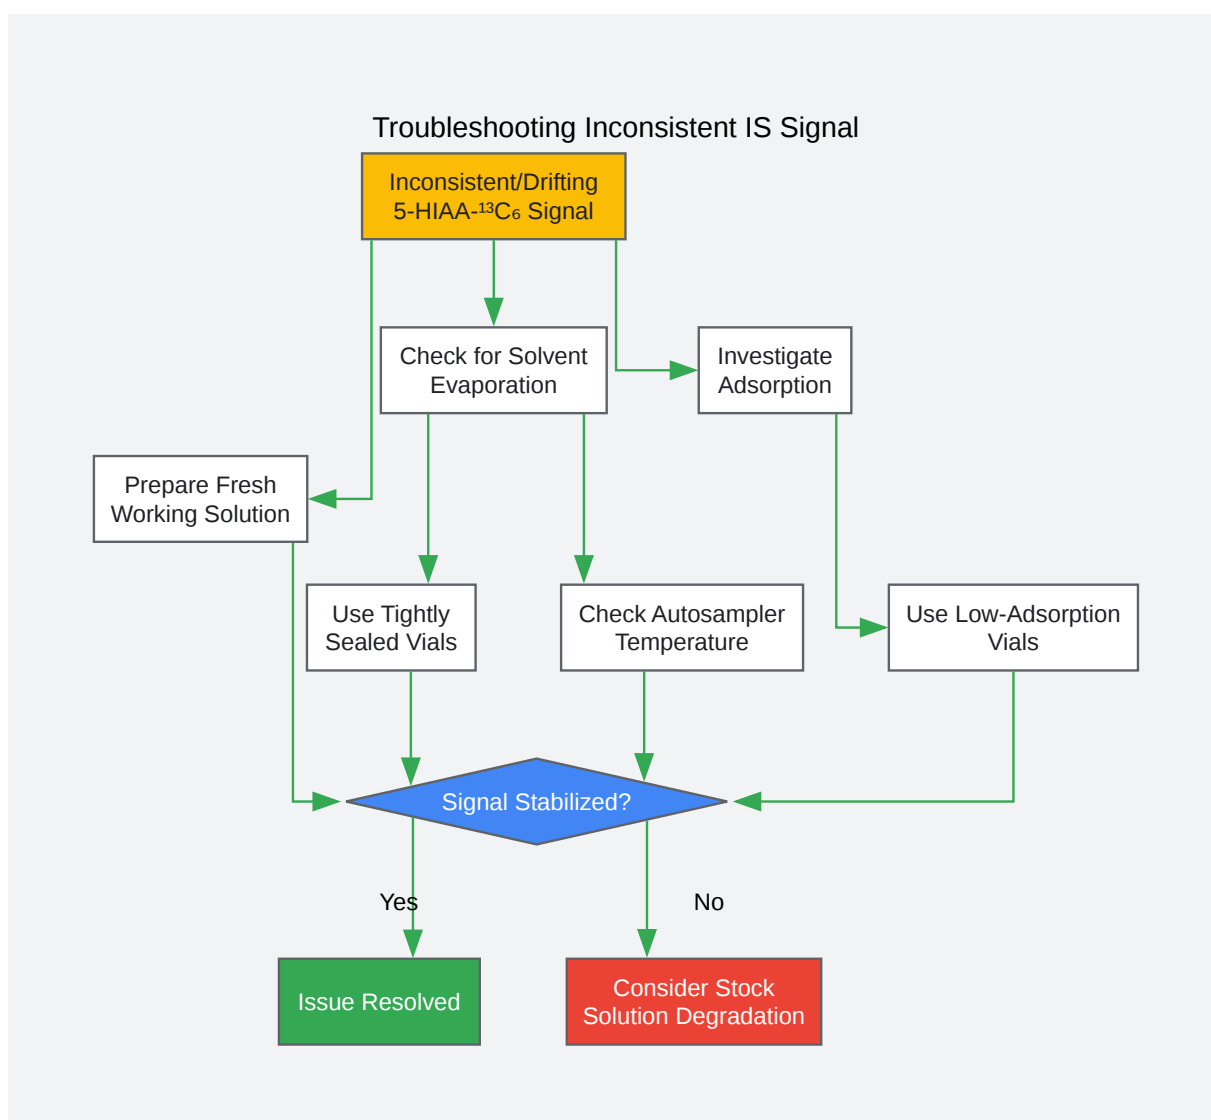 Troubleshooting Inconsistent IS Signal
Inconsistent/Drifting
5-HIAA-¹³C₆ Signal
Check for Solvent
Evaporation
Investigate
Adsorption
Prepare Fresh
Working Solution
Use Tightly
Sealed Vials
Check Autosampler
Temperature
Use Low-Adsorption
Vials
Signal Stabilized?
Yes
No
Issue Resolved
Consider Stock
Solution Degradation